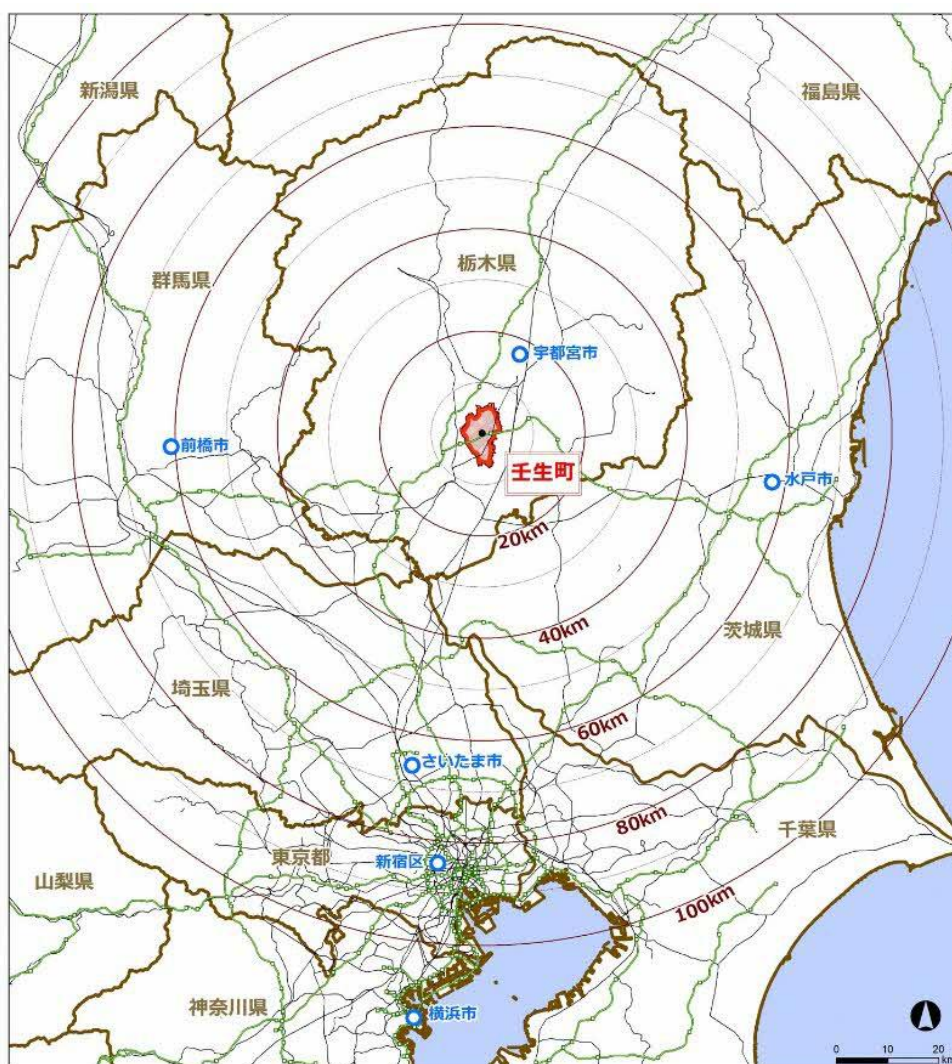 新潟県
福島県
栃木県
群馬県
宇都宮市
前橋市
壬生町
水戸市
20km
40km
茨城県
埼玉県
60km
さいたま市
80km
千葉県
東京都
新宿区
山梨県
100km
神奈川県
横浜市
0 10 20
km